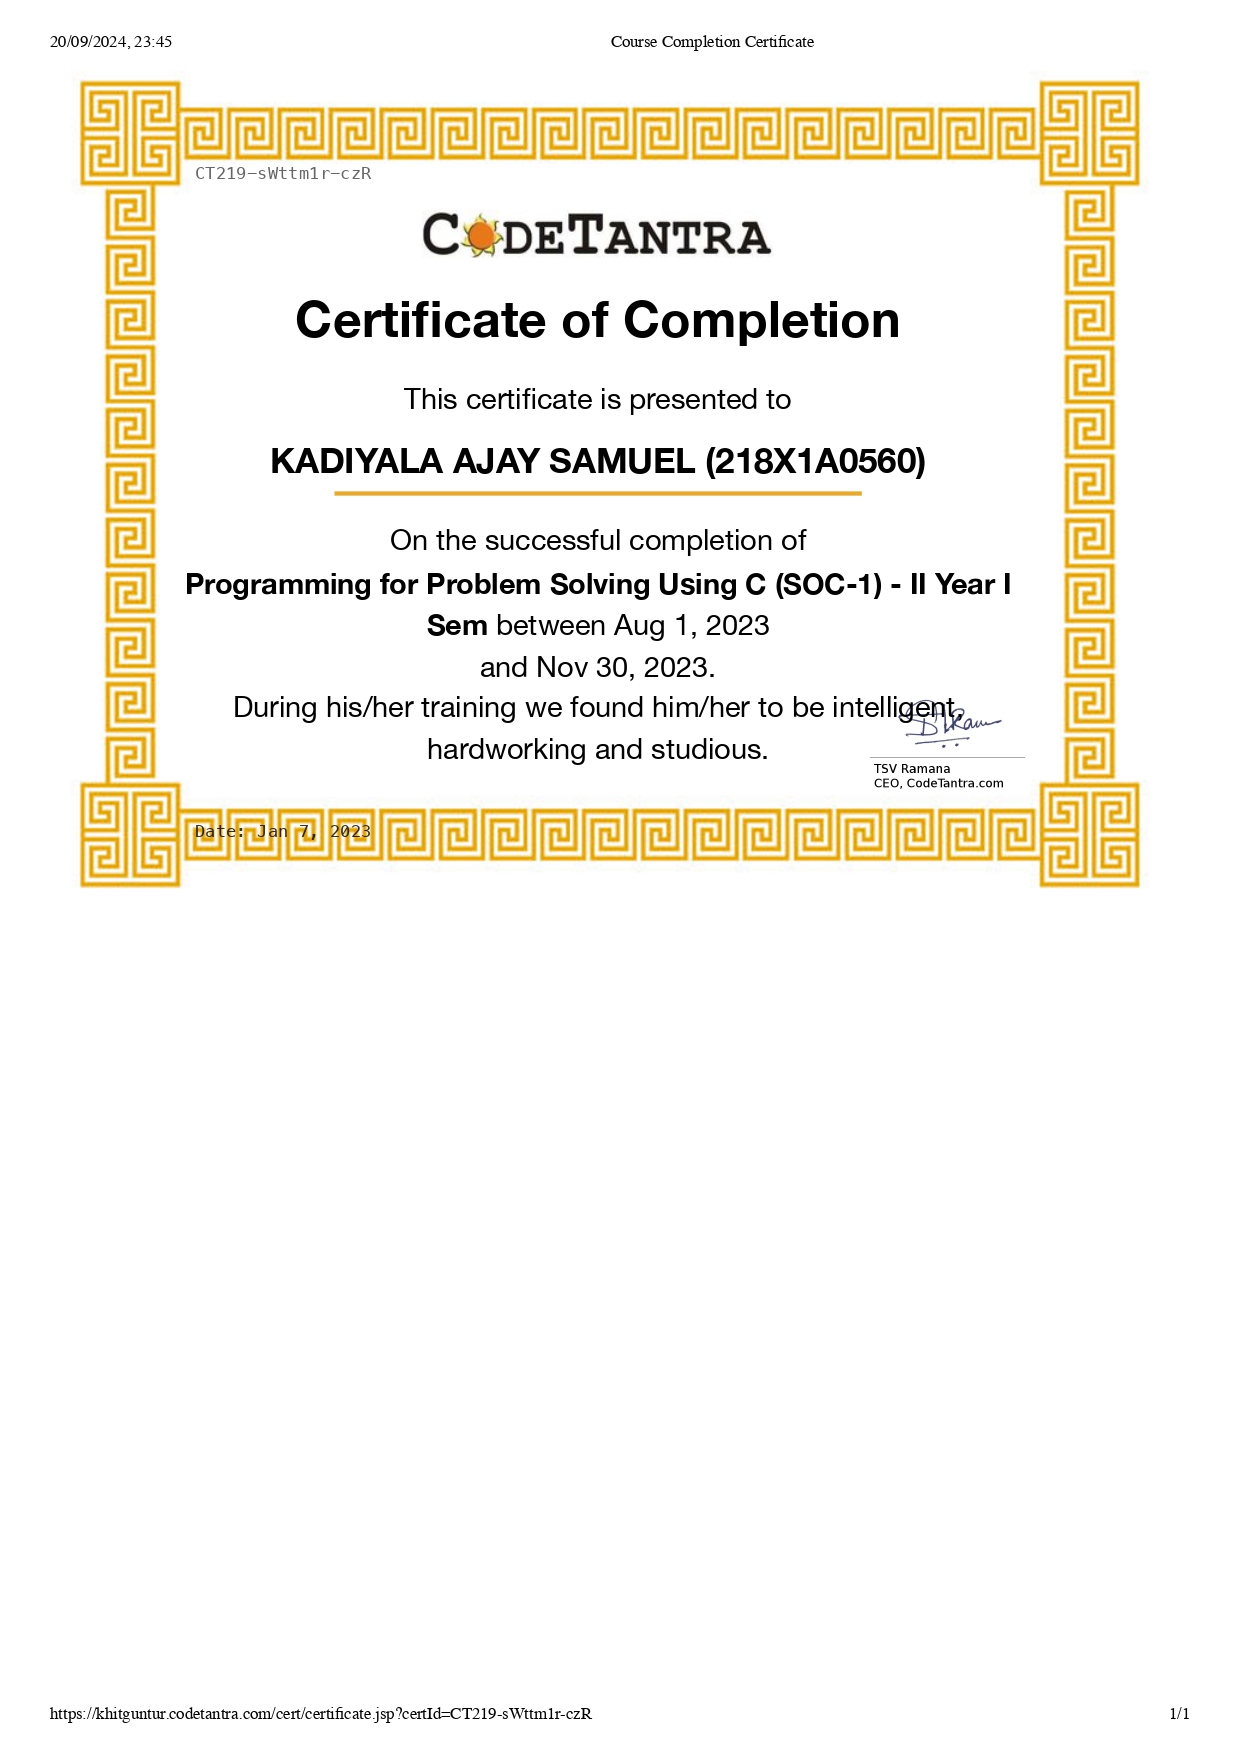 20/09/2024, 23:45 Course Completion Certificate
CT219-sWttm1r-czR
CODETANTRA
Certificate of Completion
This certificate is presented to
KADIYALA AJAY SAMUEL (218X1A0560)
On the successful completion of
Programming for Problem Solving Using C (SOC-1) - II Year I
Sem between Aug 1, 2023
and Nov 30, 2023.
During his/her training we found him/her to be intelligent,
hardworking and studious.
TSV Ramana
CEO, CodeTantra.com
Date: Jan 7, 2023
https://khitguntur.codetantra.com/cert/certificate.jsp?certId=CT219-sWttm1r-czR 1/1